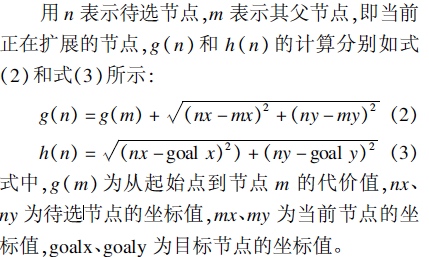 用 n 表示待选节点,m 表示其父节点,即当前
正在扩展的节点,g(n)和 h(n)的计算分别如式
(2)和式(3)所示:
g(n) = g(m) + √((nx - mx)² + (ny - my)²) (2)
h(n) = √((nx - goal x)²) + (ny - goal y)² (3)
式中,g(m)为从起始点到节点 m 的代价值,nx、
ny 为待选节点的坐标值,mx、my 为当前节点的坐
标值,goalx、goaly 为目标节点的坐标值。